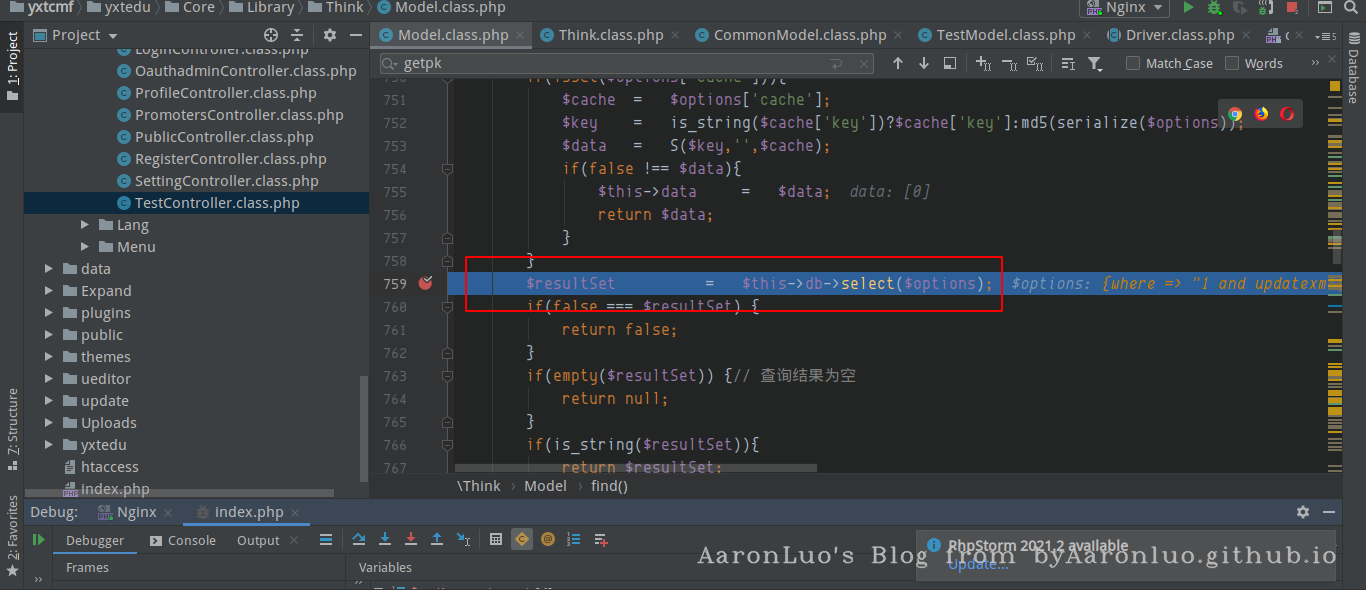 yxtcmf yxtedu Core Library Think Model.class.php Nginx
1: Project
Project
LoginController.class.php
OauthadminController.class.php
ProfileController.class.php
PromotersController.class.php
PublicController.class.php
RegisterController.class.php
SettingController.class.php
TestController.class.php
Lang
Menu
data
Expand
plugins
public
themes
ueditor
update
Uploads
yxtedu
htaccess
index.php
7: Structure
2: Favorites
Model.class.php Think.class.php CommonModel.class.php TestModel.class.php Driver.class.php
Database
getpk Match Case Words
751 $cache = $options['cache'];
752 $key = is_string($cache['key'])?$cache['key']:md5(serialize($options));
753 $data = S($key,'',$cache);
754 if(false !== $data){
755 $this->data = $data; data: [0]
756 return $data;
757 }
758 }
759 $resultSet = $this->db->select($options); $options: {where => "1 and updatexm
760 if(false === $resultSet) {
761 return false;
762 }
763 if(empty($resultSet)) {// 查询结果为空
764 return null;
765 }
766 if(is_string($resultSet)){
767 return $resultSet;
\Think › Model › find()
Debug: Nginx index.php
Debugger Console Output
Frames Variables
RhpStorm 2021.2 available
Update...
AaronLuo's Blog from byAaronluo.github.io